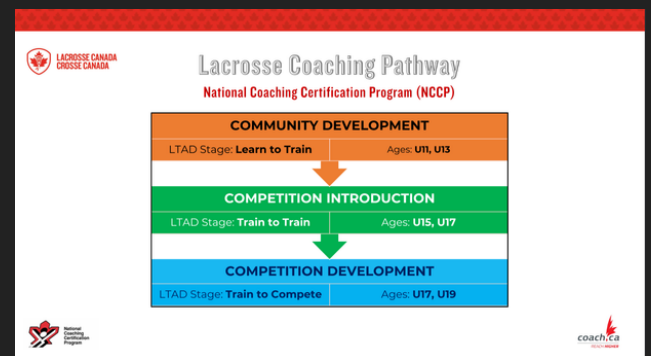 LACROSSE CANADA
CROSSE CANADA
Lacrosse Coaching Pathway
National Coaching Certification Program (NCCP)
COMMUNITY DEVELOPMENT
LTAD Stage: Learn to Train Ages: U11, U13
COMPETITION INTRODUCTION
LTAD Stage: Train to Train Ages: U15, U17
COMPETITION DEVELOPMENT
LTAD Stage: Train to Compete Ages: U17, U19
National
Coaching
Certification
Program
coach.ca